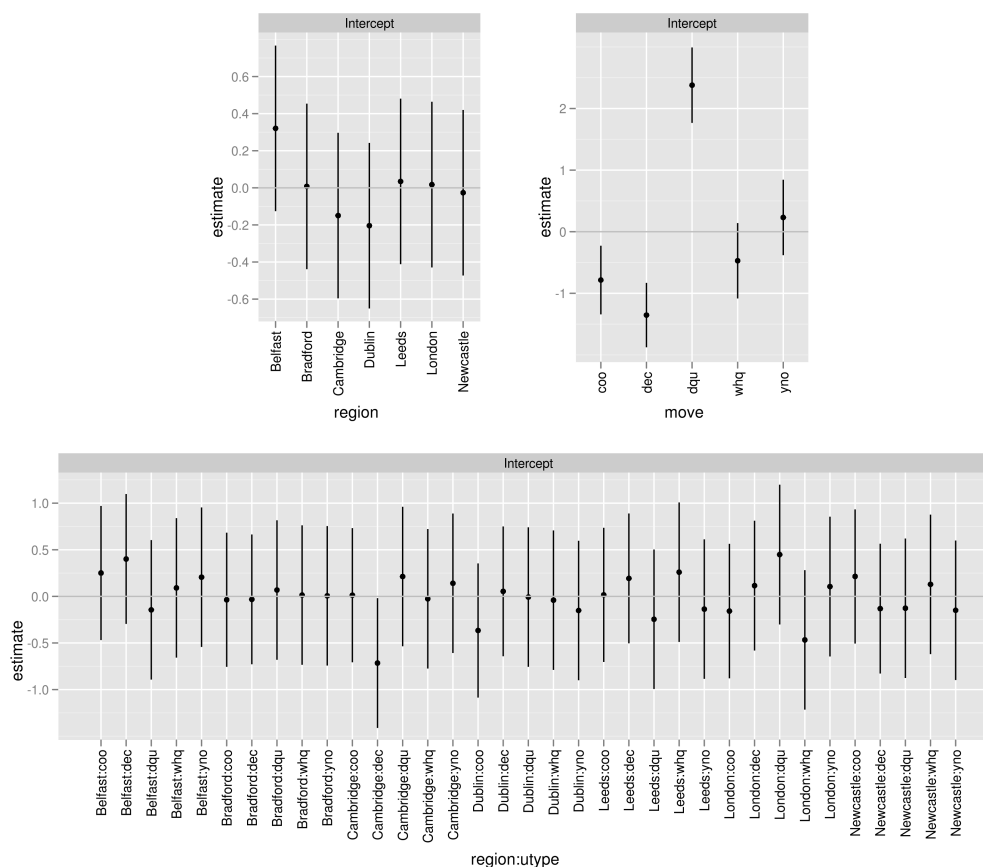 Intercept
estimate
0.6
0.4
0.2
0.0
-0.2
-0.4
-0.6
Belfast
Bradford
Cambridge
Dublin
Leeds
London
Newcastle
region
Intercept
estimate
2
1
0
-1
coo
dec
dqu
whq
yno
move
Intercept
estimate
1.0
0.5
0.0
-0.5
-1.0
Belfast:coo
Belfast:dec
Belfast:dqu
Belfast:whq
Belfast:yno
Bradford:coo
Bradford:dec
Bradford:dqu
Bradford:whq
Bradford:yno
Cambridge:coo
Cambridge:dec
Cambridge:dqu
Cambridge:whq
Cambridge:yno
Dublin:coo
Dublin:dec
Dublin:dqu
Dublin:whq
Dublin:yno
Leeds:coo
Leeds:dec
Leeds:dqu
Leeds:whq
Leeds:yno
London:coo
London:dec
London:dqu
London:whq
London:yno
Newcastle:coo
Newcastle:dec
Newcastle:dqu
Newcastle:whq
Newcastle:yno
region:utype